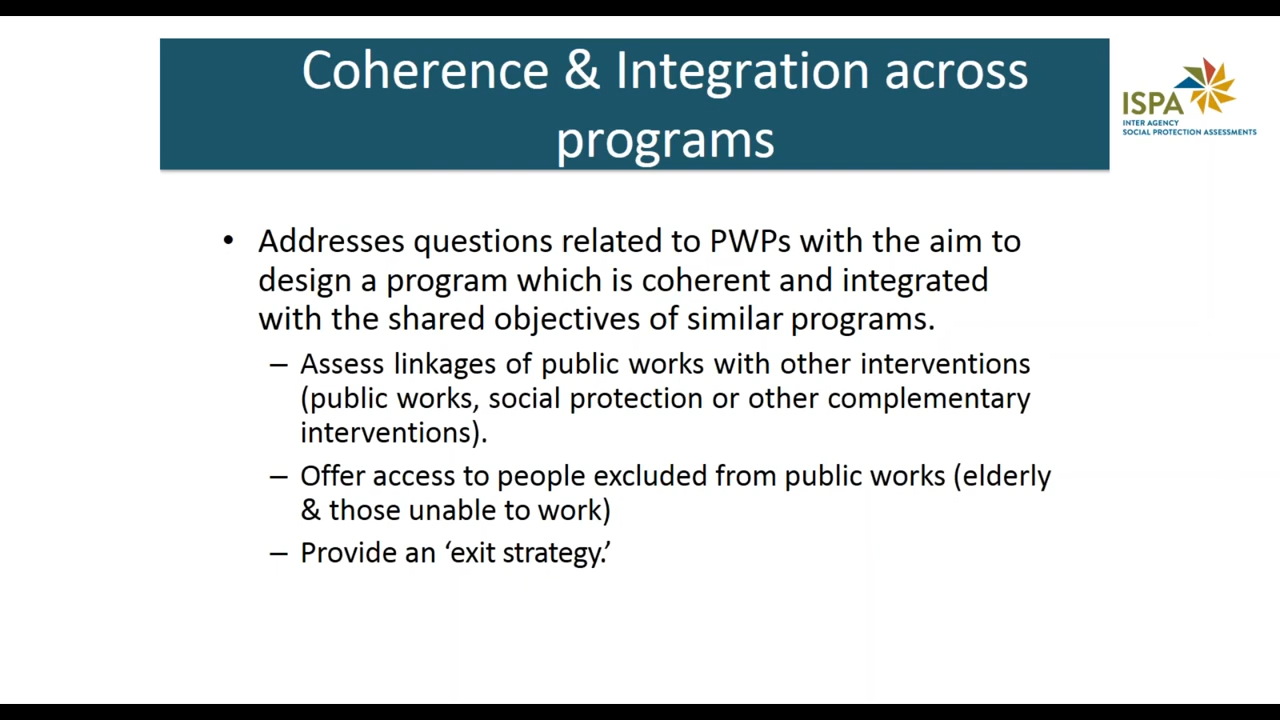 Coherence & Integration across
programs
ISPA
INTER AGENCY
SOCIAL PROTECTION ASSESSMENTS
• Addresses questions related to PWPs with the aim to
design a program which is coherent and integrated
with the shared objectives of similar programs.
– Assess linkages of public works with other interventions
(public works, social protection or other complementary
interventions).
– Offer access to people excluded from public works (elderly
& those unable to work)
– Provide an ‘exit strategy.’